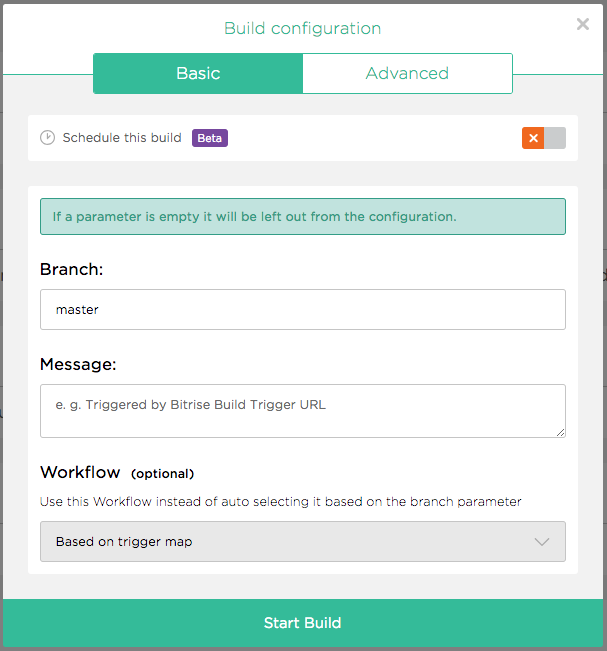 Build configuration
Basic
Advanced
Schedule this build Beta
If a parameter is empty it will be left out from the configuration.
Branch:
master
Message:
e. g. Triggered by Bitrise Build Trigger URL
Workflow (optional)
Use this Workflow instead of auto selecting it based on the branch parameter
Based on trigger map
Start Build